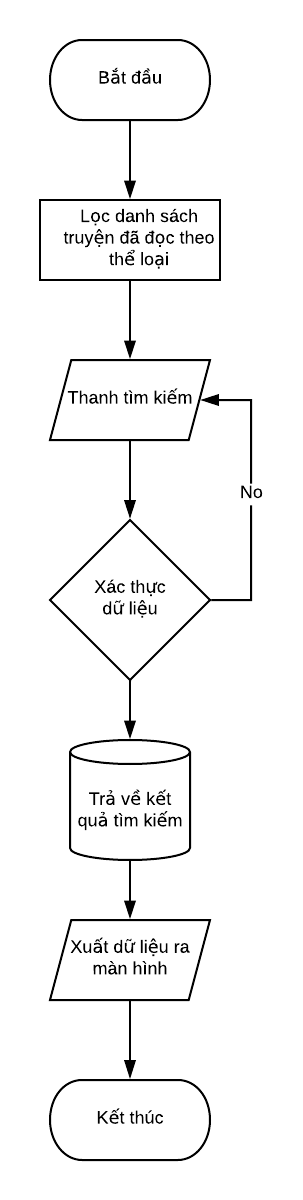 Bắt đầu
Lọc danh sách
truyện đã đọc theo
thể loại
Thanh tìm kiếm
No
Xác thực
dữ liệu
Trả về kết
quả tìm kiếm
Xuất dữ liệu ra
màn hình
Kết thúc